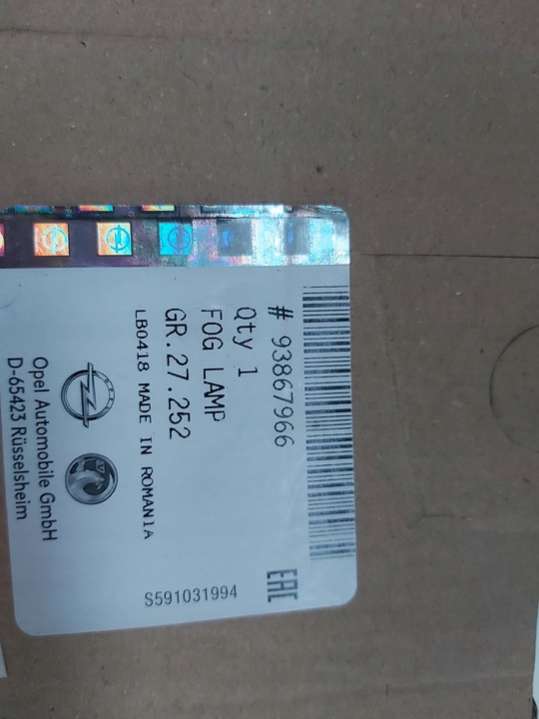 # 93867966
Qty 1
FOG LAMP
GR.27.252
LB0418 MADE IN ROMANIA
Opel Automobile GmbH
D-65423 Rüsselsheim
EAC
S591031994